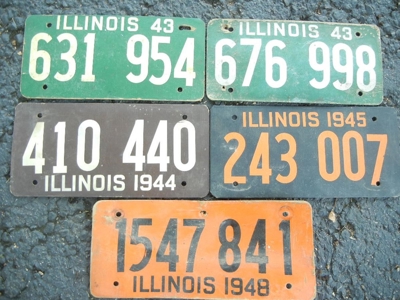 ILLINOIS 43
631 954
ILLINOIS 43
676 998
410 440
ILLINOIS 1944
ILLINOIS 1945
243 007
1547 841
ILLINOIS 1948